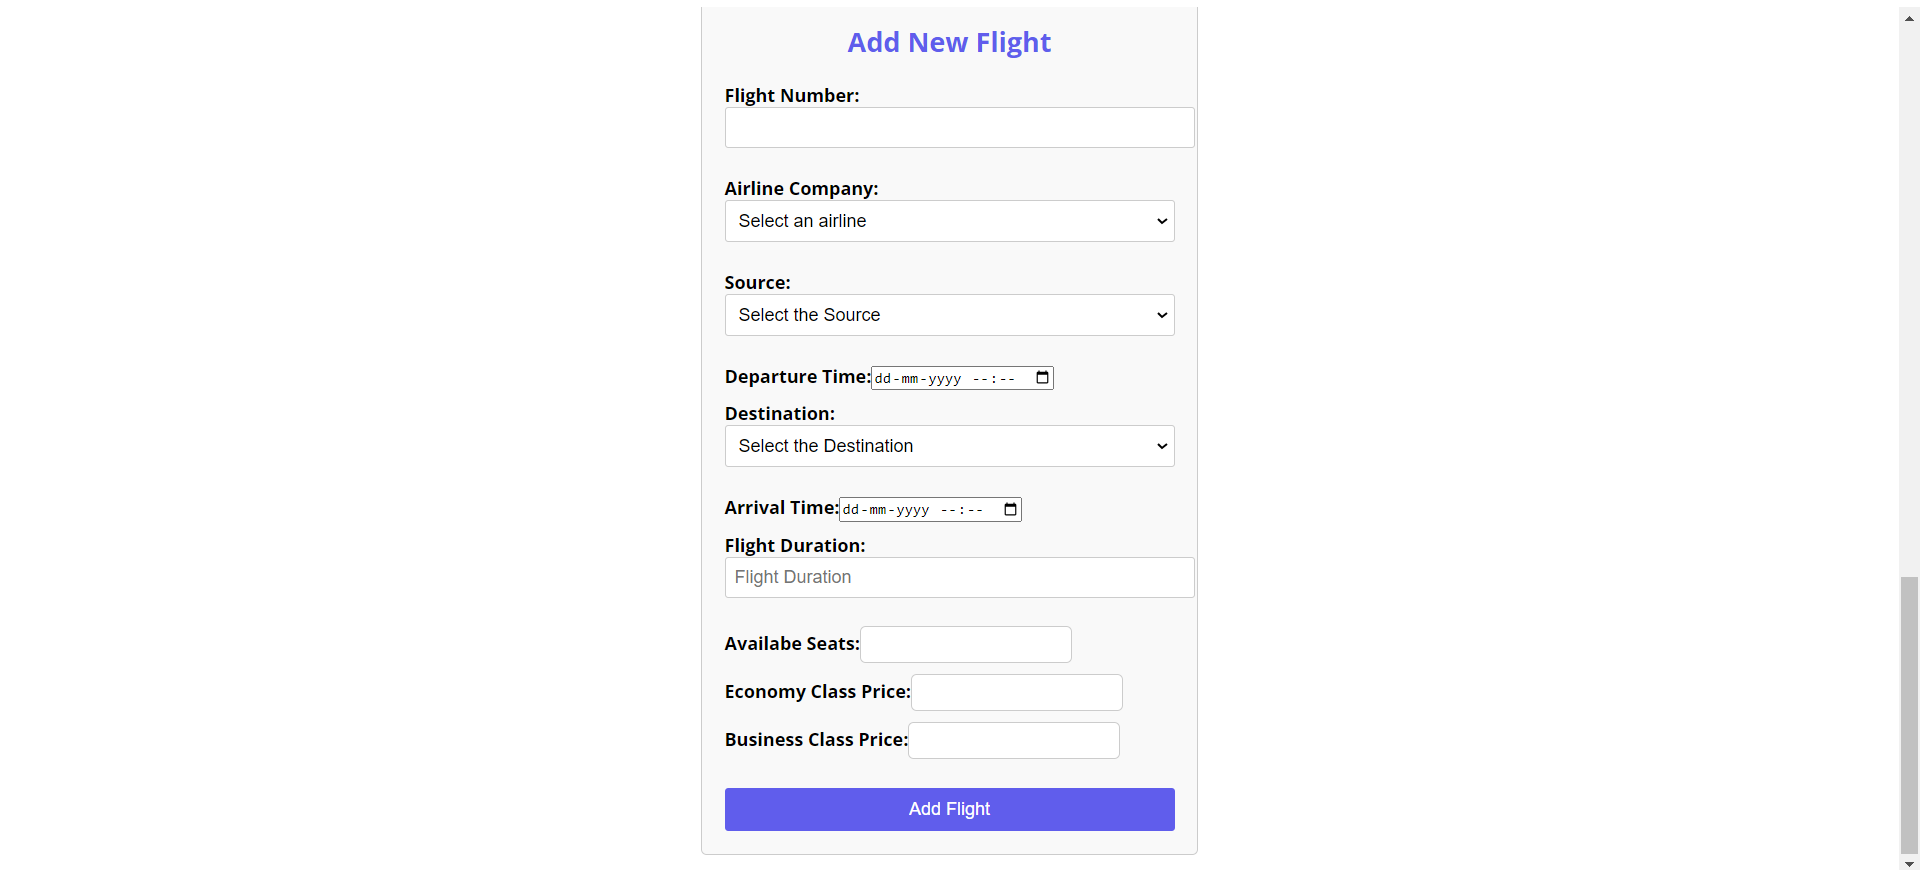 Add New Flight
Flight Number:
Airline Company:
Select an airline
Source:
Select the Source
Departure Time: dd-mm-yyyy --:--
Destination:
Select the Destination
Arrival Time: dd-mm-yyyy --:--
Flight Duration:
Flight Duration
Availabe Seats:
Economy Class Price:
Business Class Price:
Add Flight